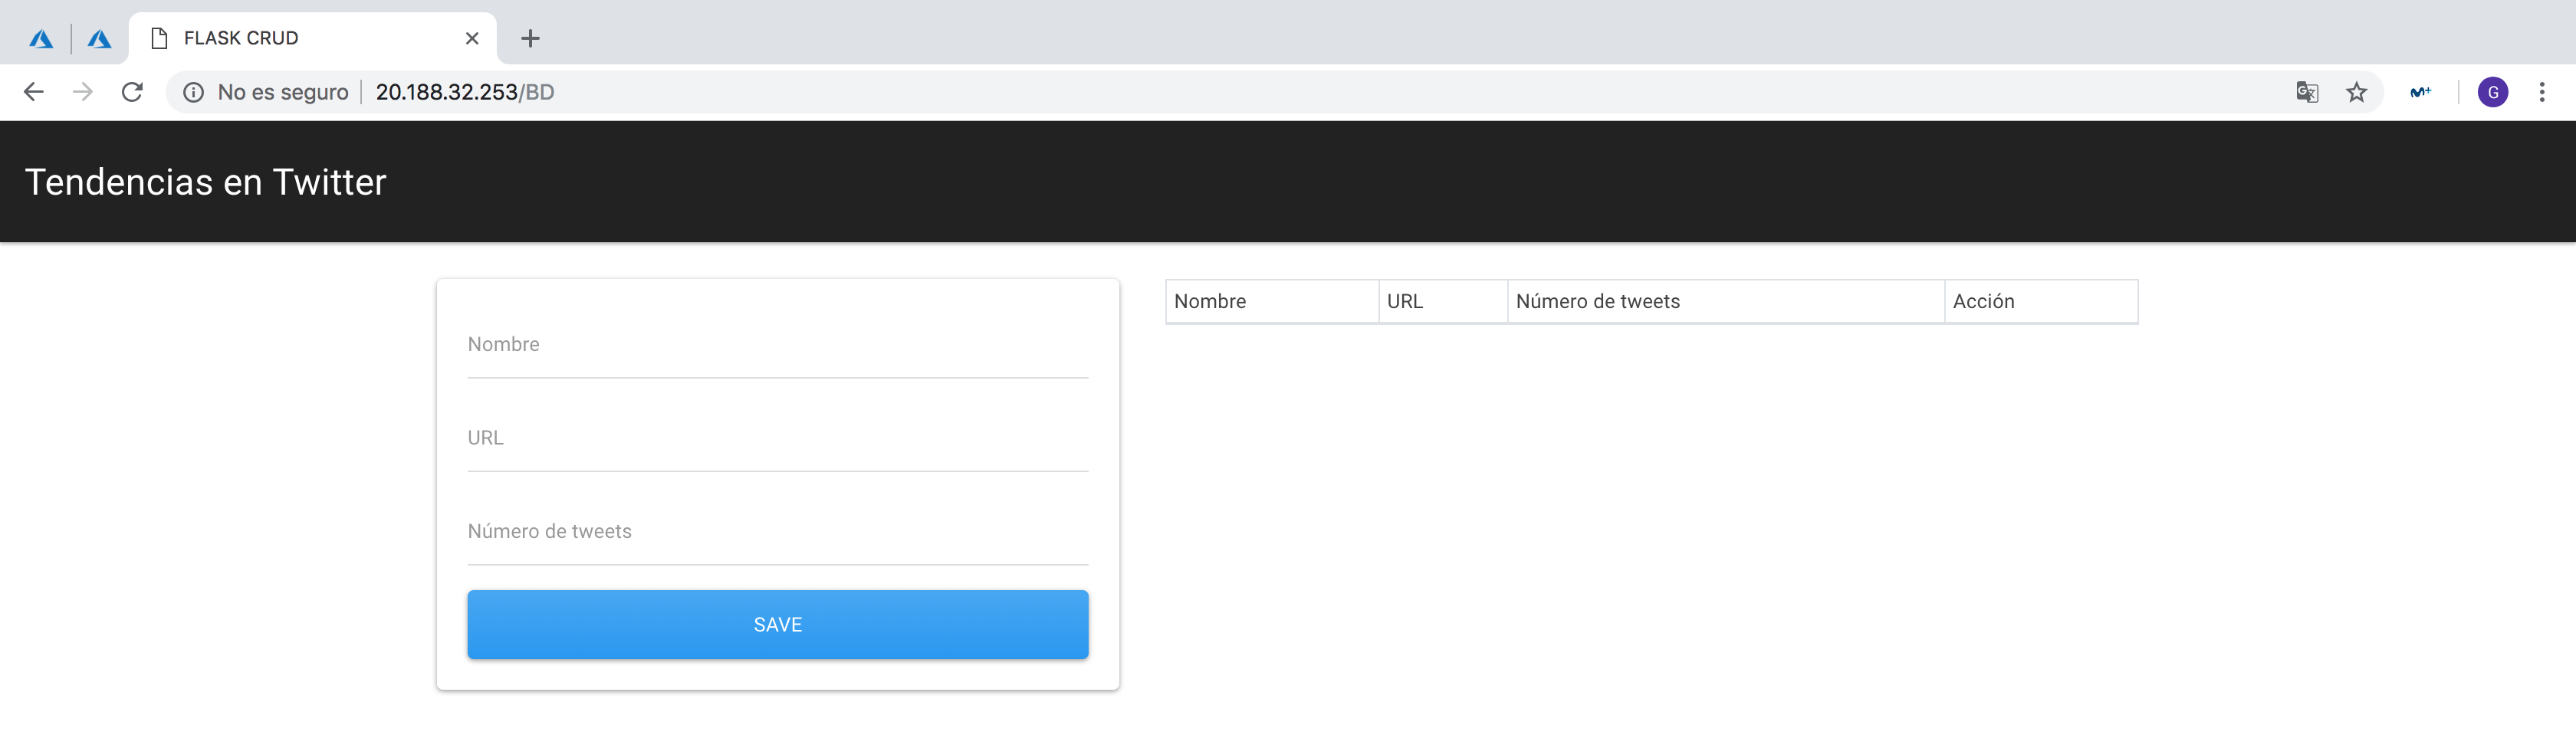 FLASK CRUD
No es seguro | 20.188.32.253/BD
G
Tendencias en Twitter
Nombre
URL
Número de tweets
SAVE
Nombre URL Número de tweets Acción